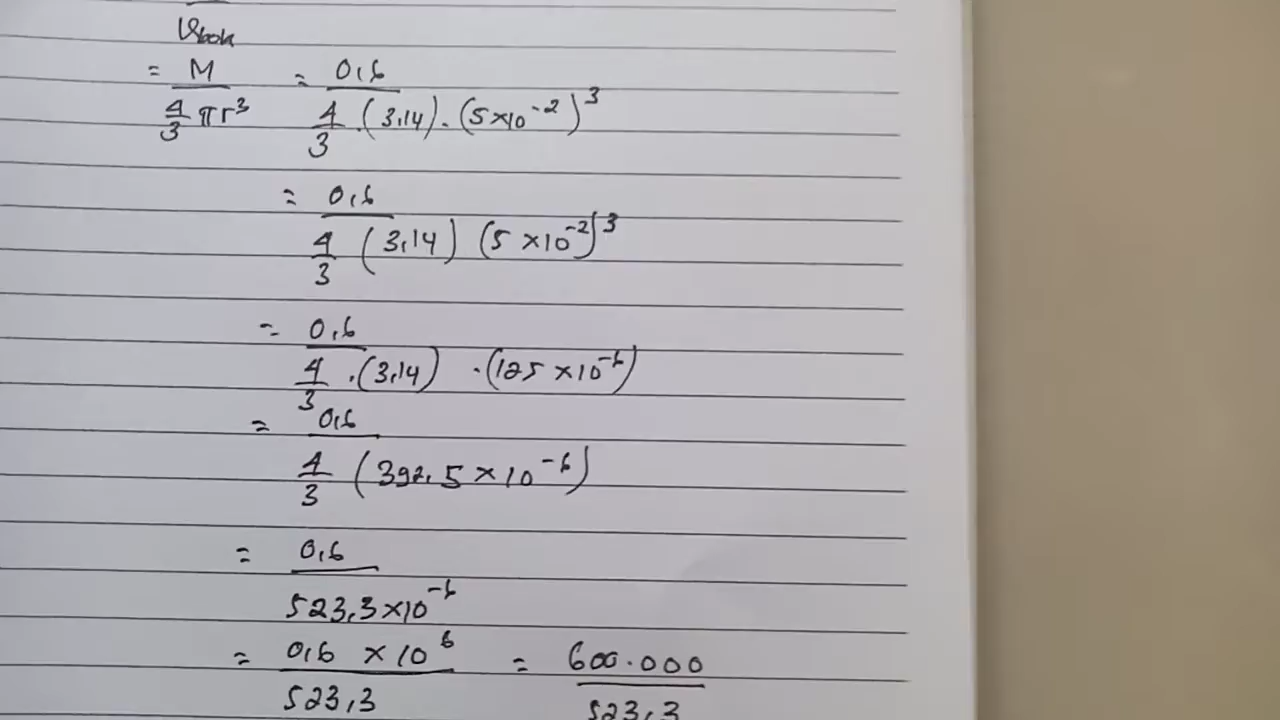 Vbola
= M / 4/3 πr³ = 0,6 / 4/3 . (3,14) . (5×10⁻²)³
= 0,6 / 4/3 (3,14) (5 ×10⁻²)³
= 0,6 / 4/3 . (3,14) . (125 ×10⁻⁶)
= 0,6 / 4/3 (392,5 × 10⁻⁶)
= 0,6 / 523,3×10⁻⁶
= 0,6 ×10⁶ / 523,3 = 600.000 / 523,3